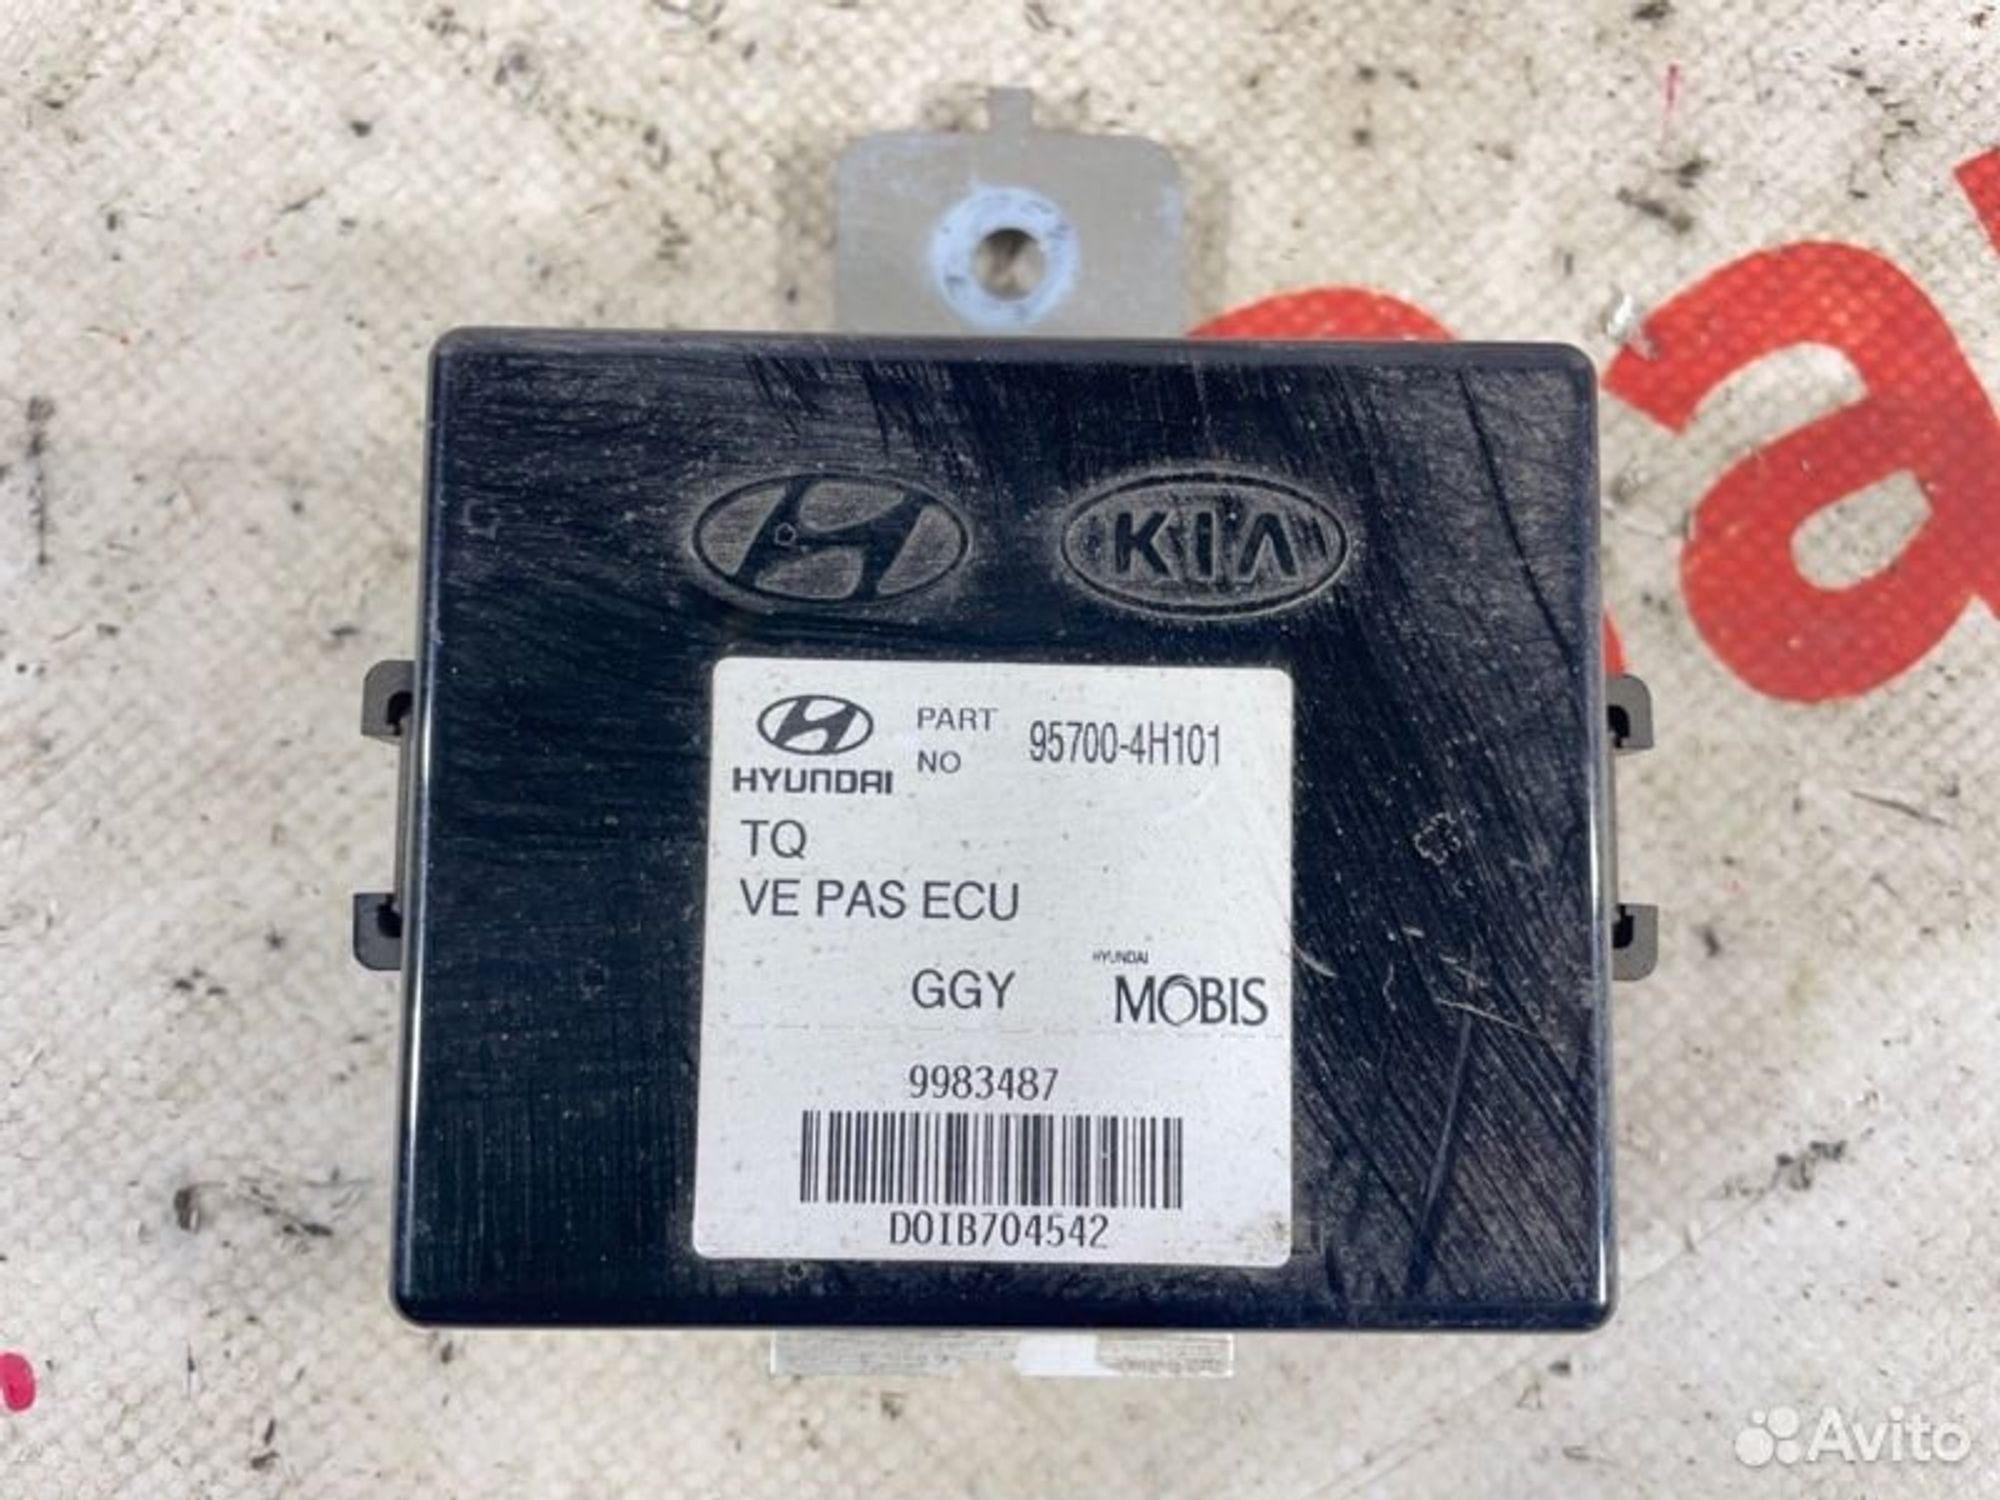 KIA
PART NO 95700-4H101
HYUNDAI
TQ
VE PAS ECU
GGY HYUNDAI MOBIS
9983487
D0IB704542
Avito